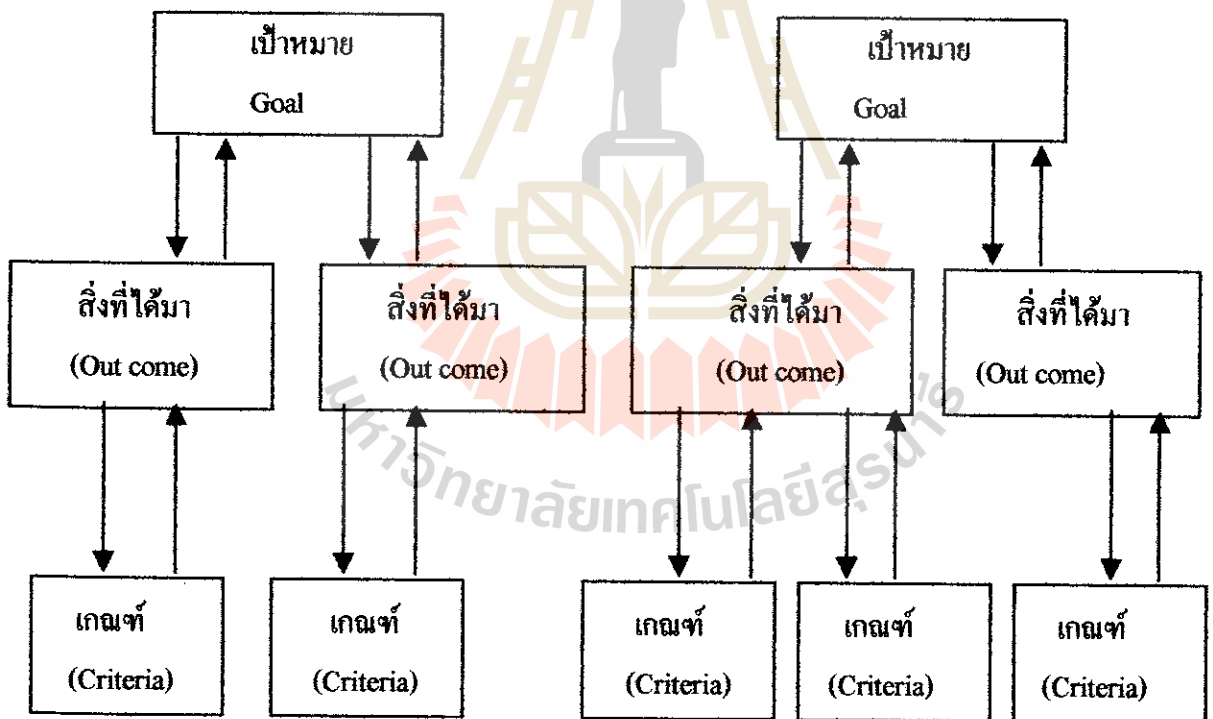 เป้าหมาย
Goal
เป้าหมาย
Goal
สิ่งที่ได้มา
(Out come)
สิ่งที่ได้มา
(Out come)
สิ่งที่ได้มา
(Out come)
สิ่งที่ได้มา
(Out come)
มหาวิทยาลัยเทคโนโลยีสุรนารี
เกณฑ์
(Criteria)
เกณฑ์
(Criteria)
เกณฑ์
(Criteria)
เกณฑ์
(Criteria)
เกณฑ์
(Criteria)